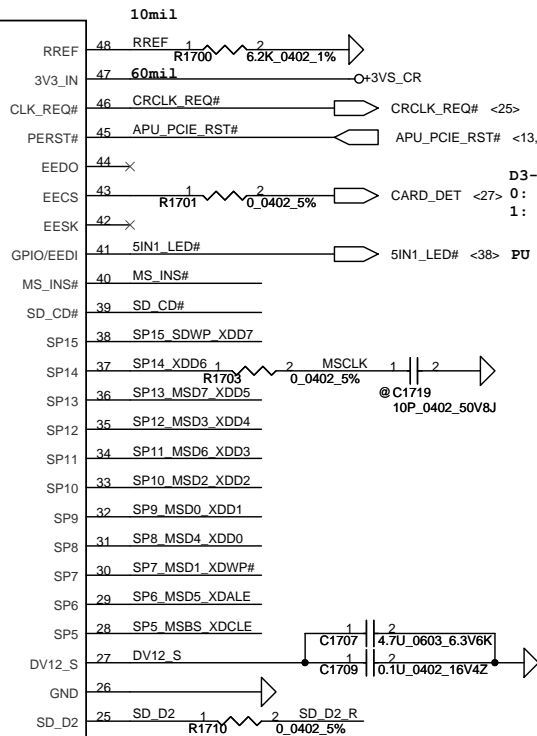 10mil
RREF 48 RREF 1 2
R1700 6.2K_0402_1%
3V3_IN 47 60mil +3VS_CR
CLK_REQ# 46 CRCLK_REQ# CRCLK_REQ# <25>
PERST# 45 APU_PCIE_RST# APU_PCIE_RST# <13,
EEDO 44
D3-
EECS 43 1 2 CARD_DET <27> 0:
R1701 0_0402_5%
1:
EESK 42
GPIO/EEDI 41 5IN1_LED# 5IN1_LED# <38> PU
MS_INS# 40 MS_INS#
SD_CD# 39 SD_CD#
SP15 38 SP15_SDWP_XDD7
SP14 37 SP14_XDD6 1 2 MSCLK 1 2
R1703 0_0402_5% @ C1719
10P_0402_50V8J
SP13 36 SP13_MSD7_XDD5
SP12 35 SP12_MSD3_XDD4
SP11 34 SP11_MSD6_XDD3
SP10 33 SP10_MSD2_XDD2
SP9 32 SP9_MSD0_XDD1
SP8 31 SP8_MSD4_XDD0
SP7 30 SP7_MSD1_XDWP#
SP6 29 SP6_MSD5_XDALE
SP5 28 SP5_MSBS_XDCLE
1 2
C1707 4.7U_0603_6.3V6K
DV12_S 27 DV12_S 1 2
C1709 0.1U_0402_16V4Z
GND 26
SD_D2 25 SD_D2 1 2 SD_D2_R
R1710 0_0402_5%